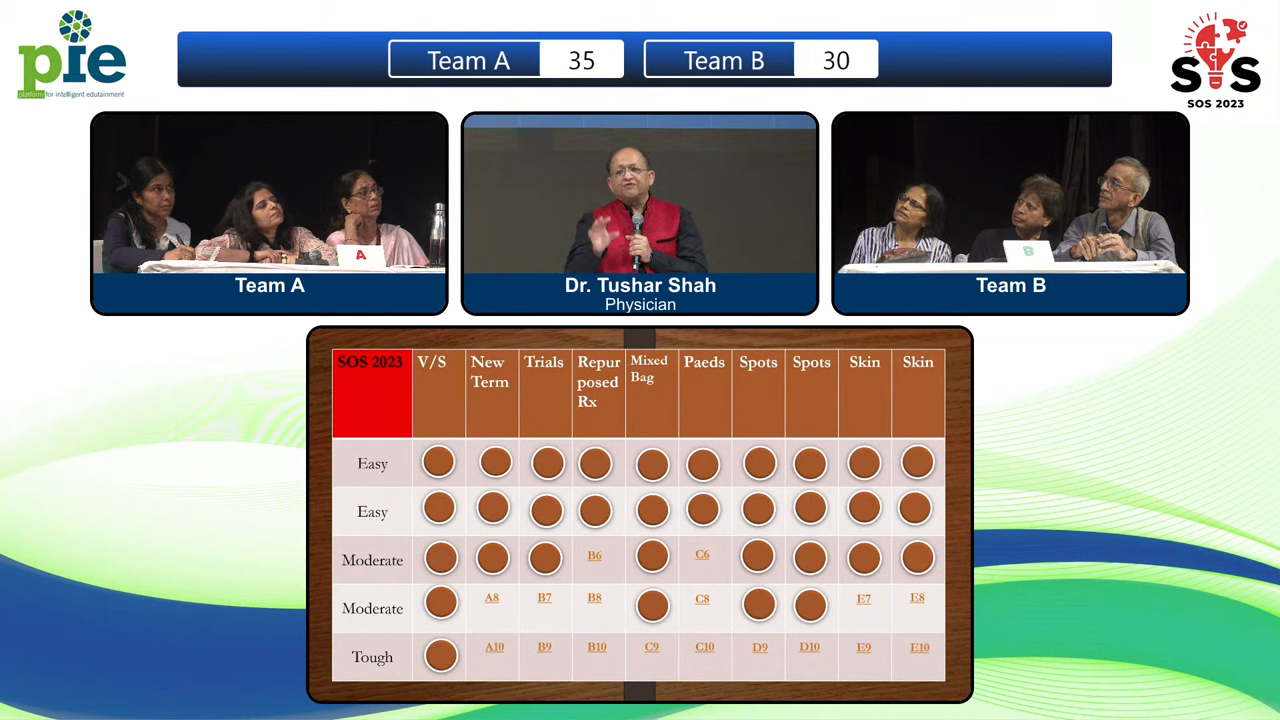 pie
platform for intelligent edutainment
Team A 35 Team B 30
SOS
SOS 2023
A
B
Team A
Dr. Tushar Shah
Physician
Team B
SOS 2023 V/S New Term Trials Repur posed Rx Mixed Bag Paeds Spots Spots Skin Skin
Easy
Easy
Moderate B6 C6
Moderate A8 B7 B8 C8 E7 E8
Tough A10 B9 B10 C9 C10 D9 D10 E9 E10